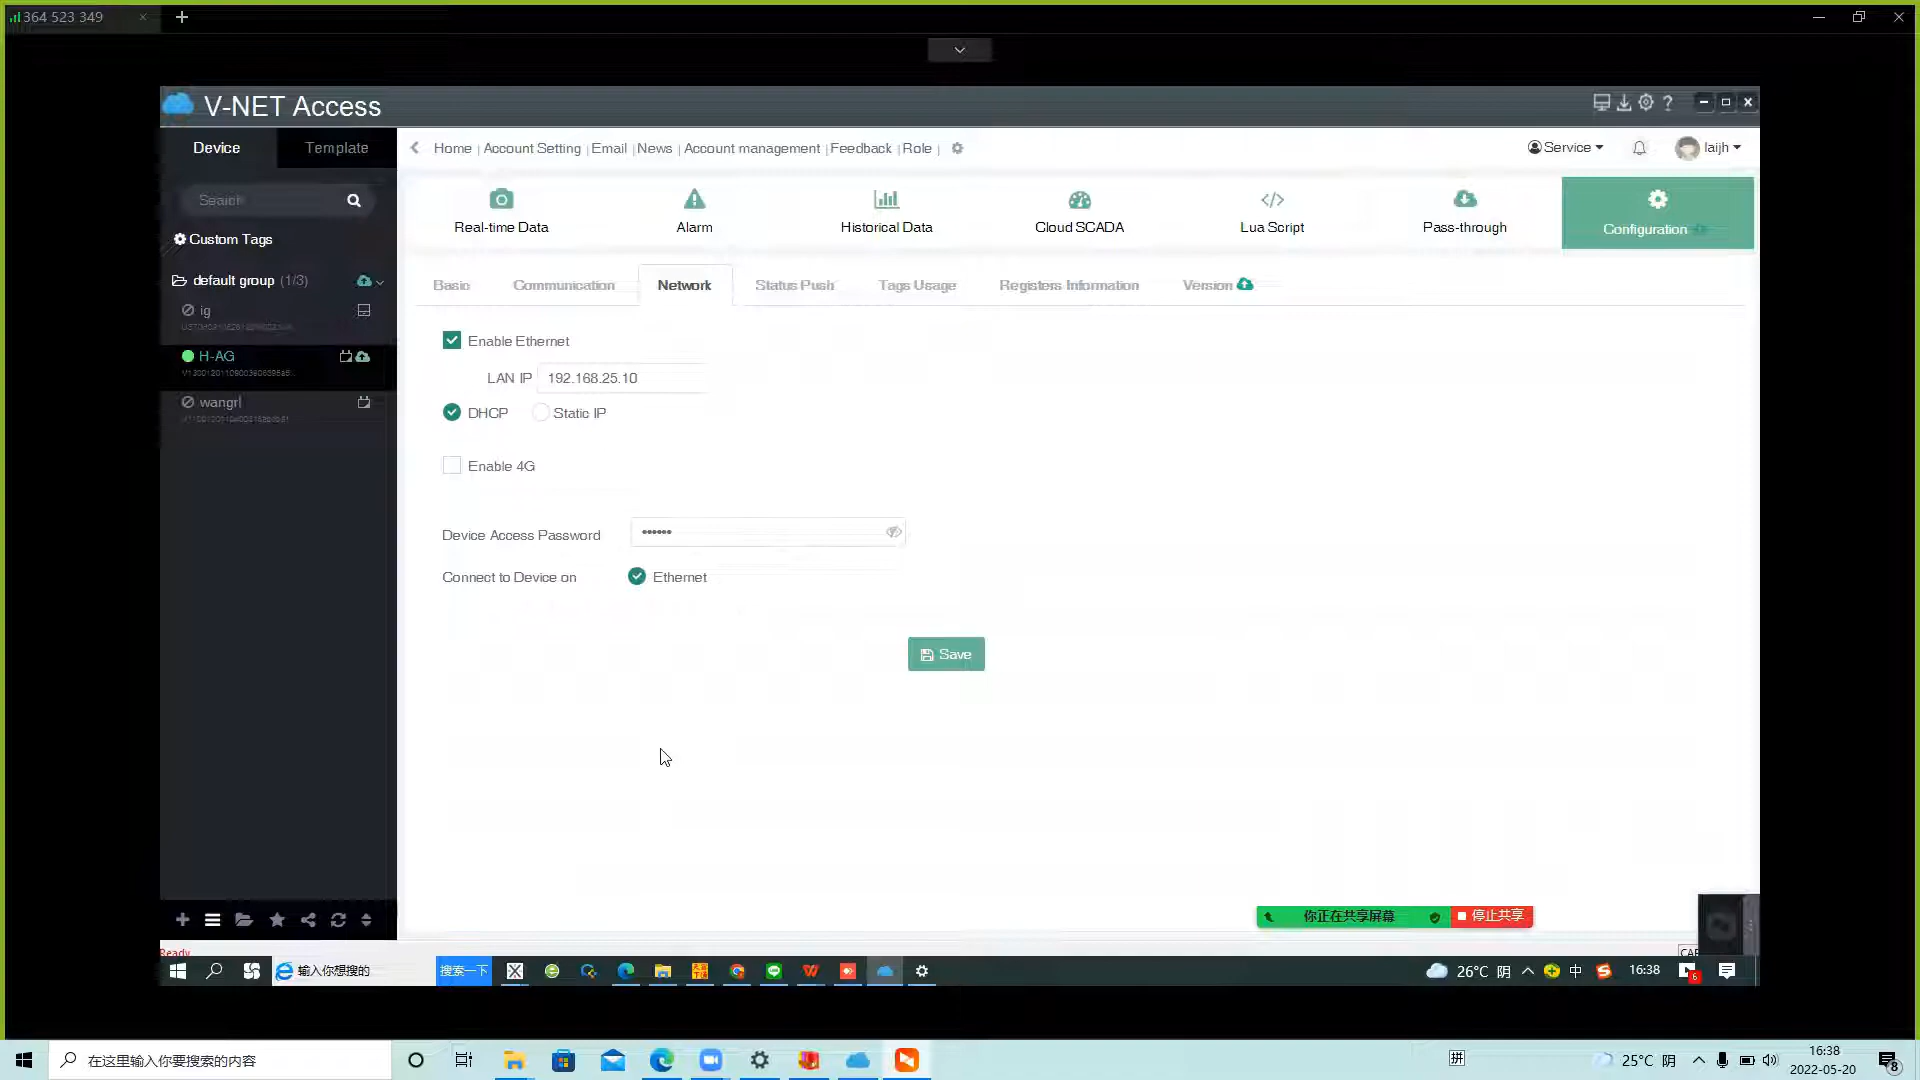 364 523 349
V-NET Access
Device
Template
Home | Account Setting | Email | News | Account management | Feedback | Role |
Service
laijh
Search
Real-time Data
Alarm
Historical Data
Cloud SCADA
Lua Script
Pass-through
Configuration
Custom Tags
default group (1/3)
ig
H-AG
wangrl
Basic
Communication
Network
Status Push
Tags Usage
Registers Information
Version
Enable Ethernet
LAN IP 192.168.25.10
DHCP
Static IP
Enable 4G
Device Access Password ••••••
Connect to Device on
Ethernet
Save
你正在共享屏幕
停止共享
Ready
输入你想搜的
搜索一下
26°C 阴
中
16:38
6
在这里输入你要搜索的内容
拼
25°C 阴
16:38
2022-05-20
8